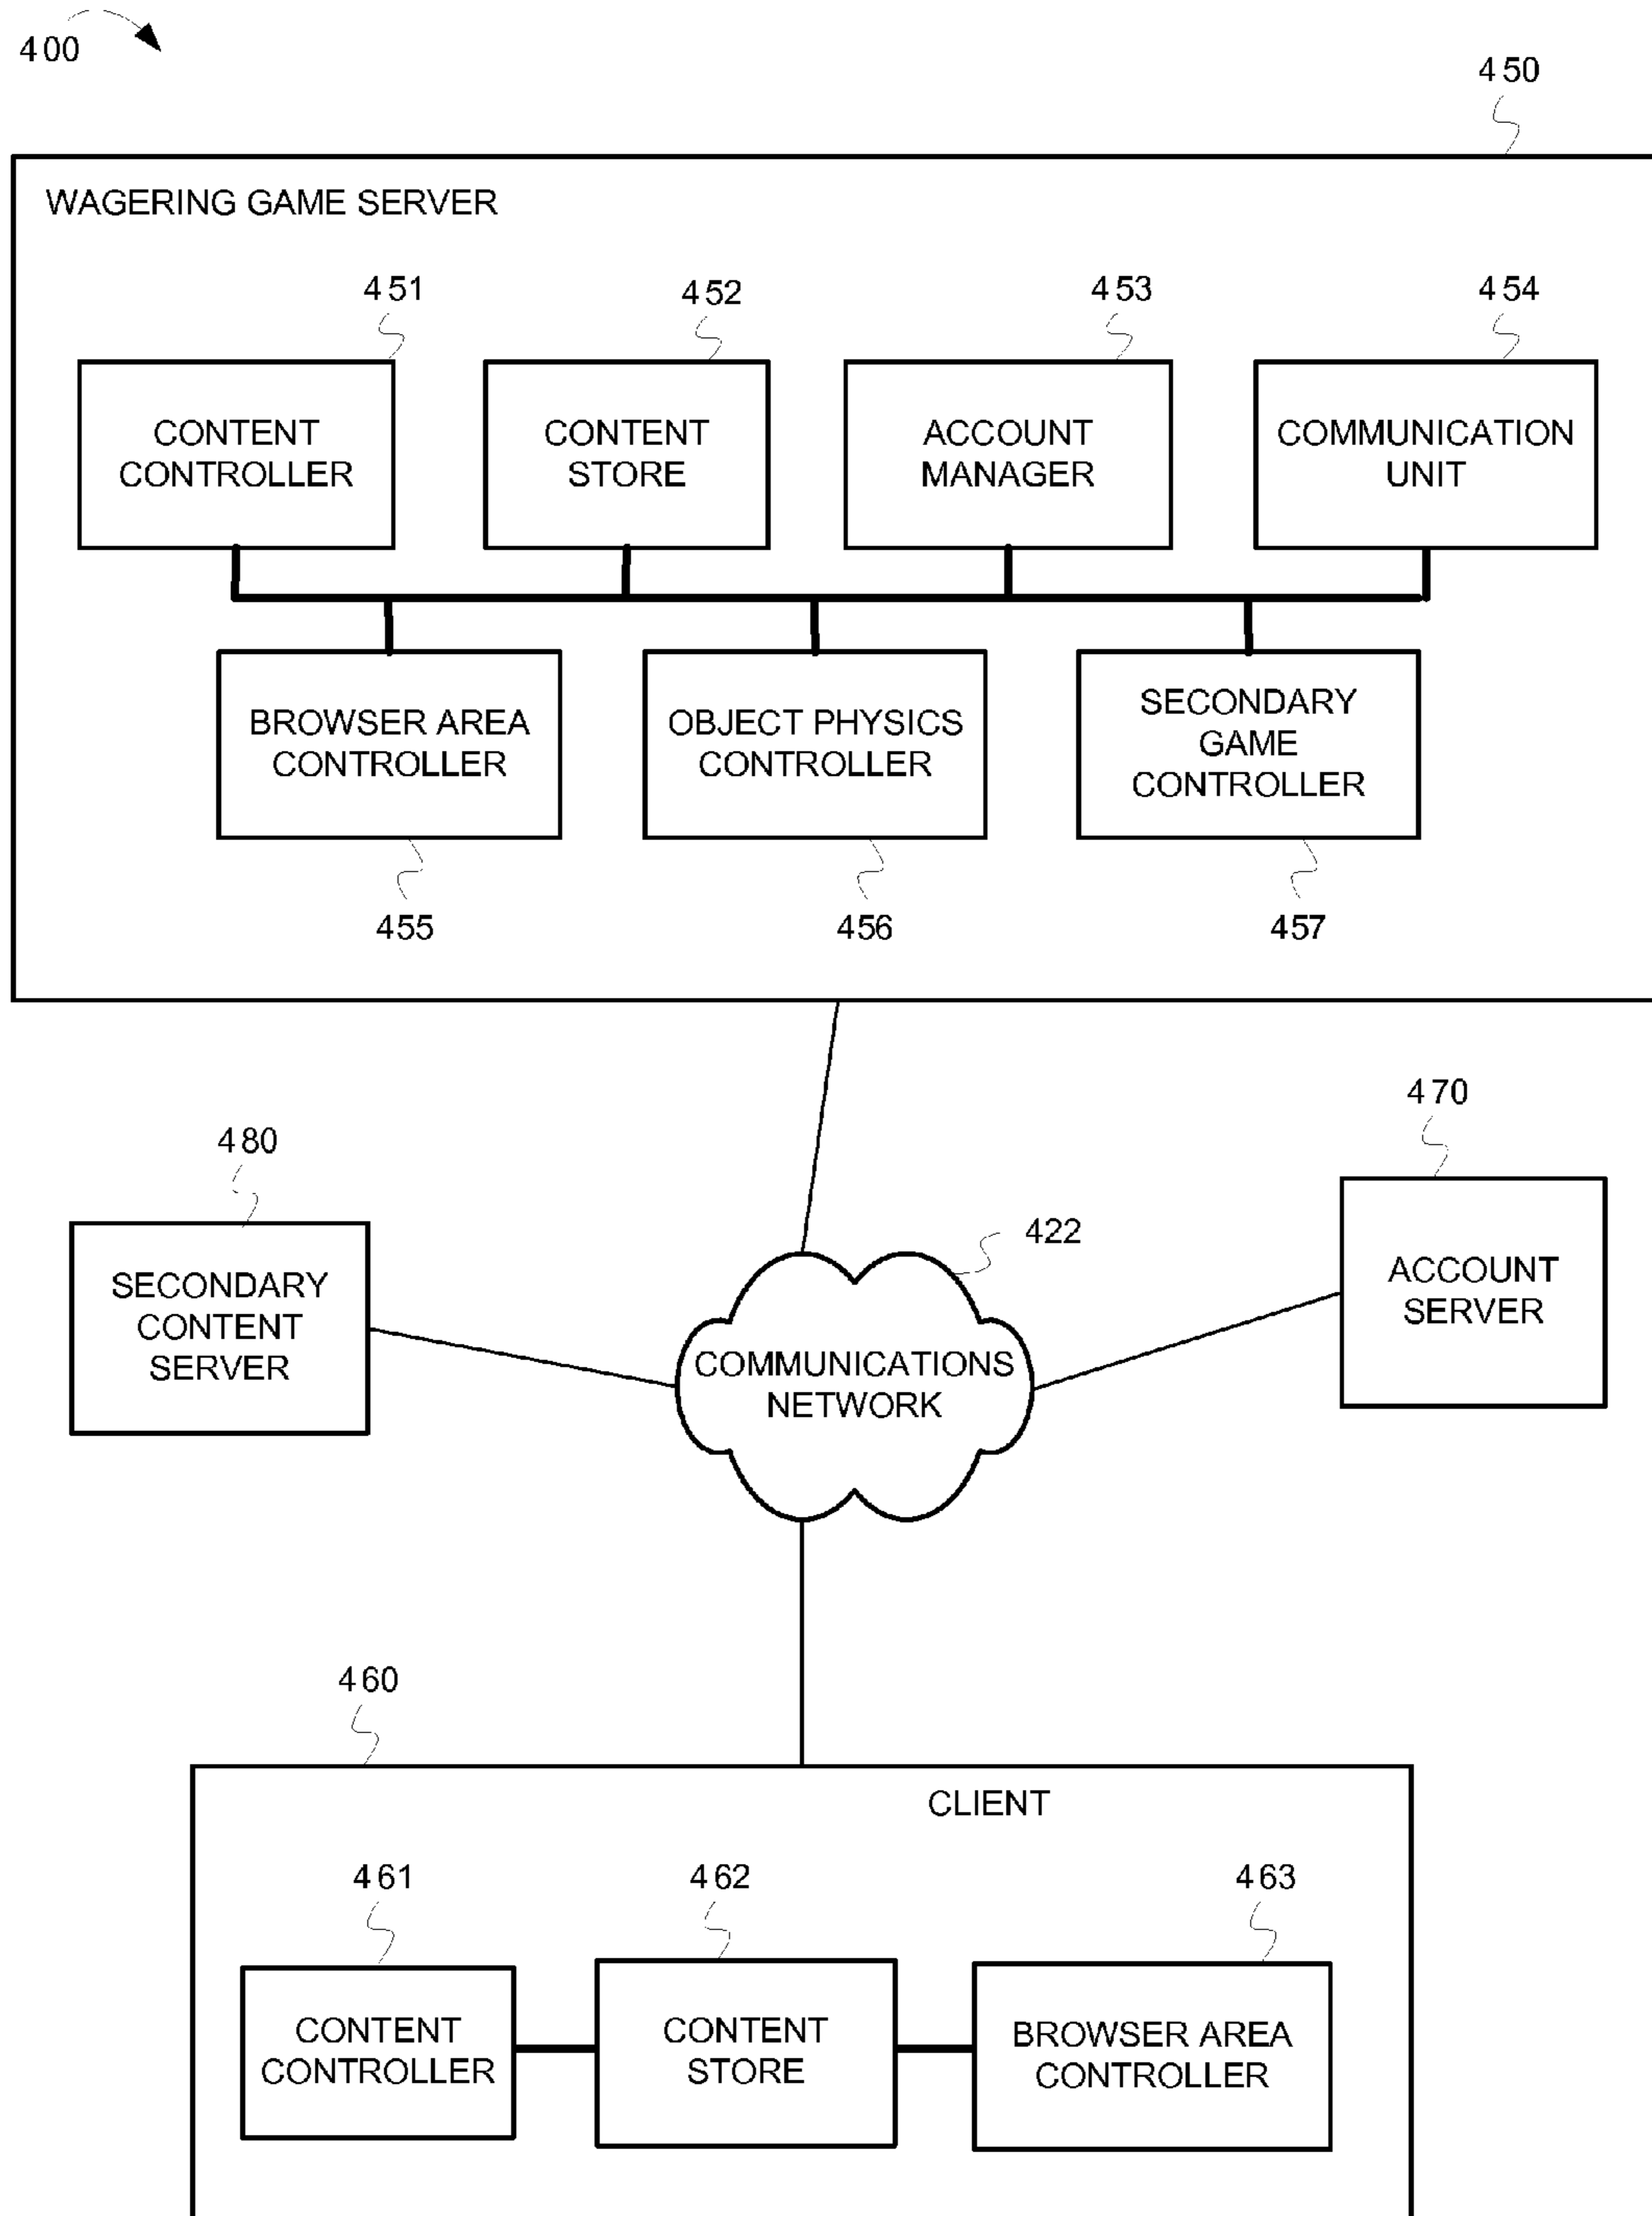 400
450
WAGERING GAME SERVER
451
452
453
454
CONTENT
CONTROLLER
CONTENT
STORE
ACCOUNT
MANAGER
COMMUNICATION
UNIT
BROWSER AREA
CONTROLLER
OBJECT PHYSICS
CONTROLLER
SECONDARY
GAME
CONTROLLER
455
456
457
480
470
422
SECONDARY
CONTENT
SERVER
COMMUNICATIONS
NETWORK
ACCOUNT
SERVER
460
CLIENT
461
462
463
CONTENT
CONTROLLER
CONTENT
STORE
BROWSER AREA
CONTROLLER